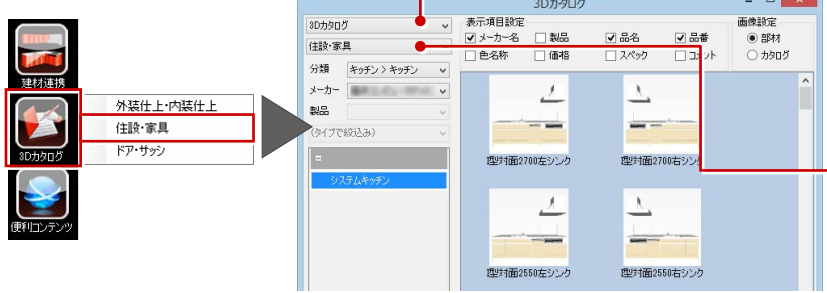 建材連携
3Dカタログ
便利コンテンツ
外装仕上・内装仕上
住設・家具
ドア・サッシ
3Dカタログ
3Dカタログ
住設・家具
分類 キッチン > キッチン
メーカー
製品
(タイプで絞込み)
システムキッチン
表示項目設定
メーカー名 製品 品名 品番
色名称 価格 スペック コメント
画像設定
部材
カタログ
I型対面2700左シンク
I型対面2700右シンク
I型対面2550左シンク
I型対面2550右シンク